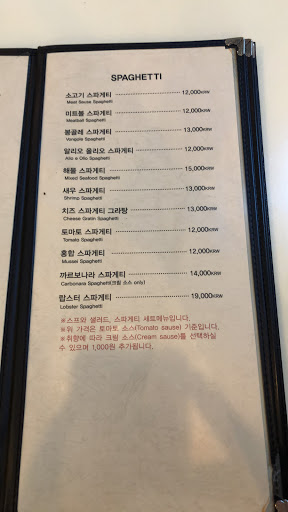 SPAGHETTI
소고기 스파게티 12,000KRW
Meat Sause Spaghetti
미트볼 스파게티 12,000KRW
Meatball Spaghetti
봉골레 스파게티 13,000KRW
Vangole Spaghetti
알리오 올리오 스파게티 12,000KRW
Alio e Olio Spaghetti
해물 스파게티 15,000KRW
Mixed Seafood Spaghetti
새우 스파게티 13,000KRW
Shrimp Spaghetti
치즈 스파게티 그라탕 13,000KRW
Cheese Gratin Spaghetti
토마토 스파게티 12,000KRW
Tomato Spaghetti
홍합 스파게티 12,000KRW
Mussel Spaghetti
까르보나라 스파게티 14,000KRW
Carbonara Spaghetti(크림 소스 only)
랍스터 스파게티 19,000KRW
Lobster Spaghetti
※스프와 샐러드, 스파게티 세트메뉴입니다.
※위 가격은 토마토 소스(Tomato sause) 기준입니다.
※취향에 따라 크림 소스(Cream sause)를 선택하실
수 있으며 1,000원 추가됩니다.